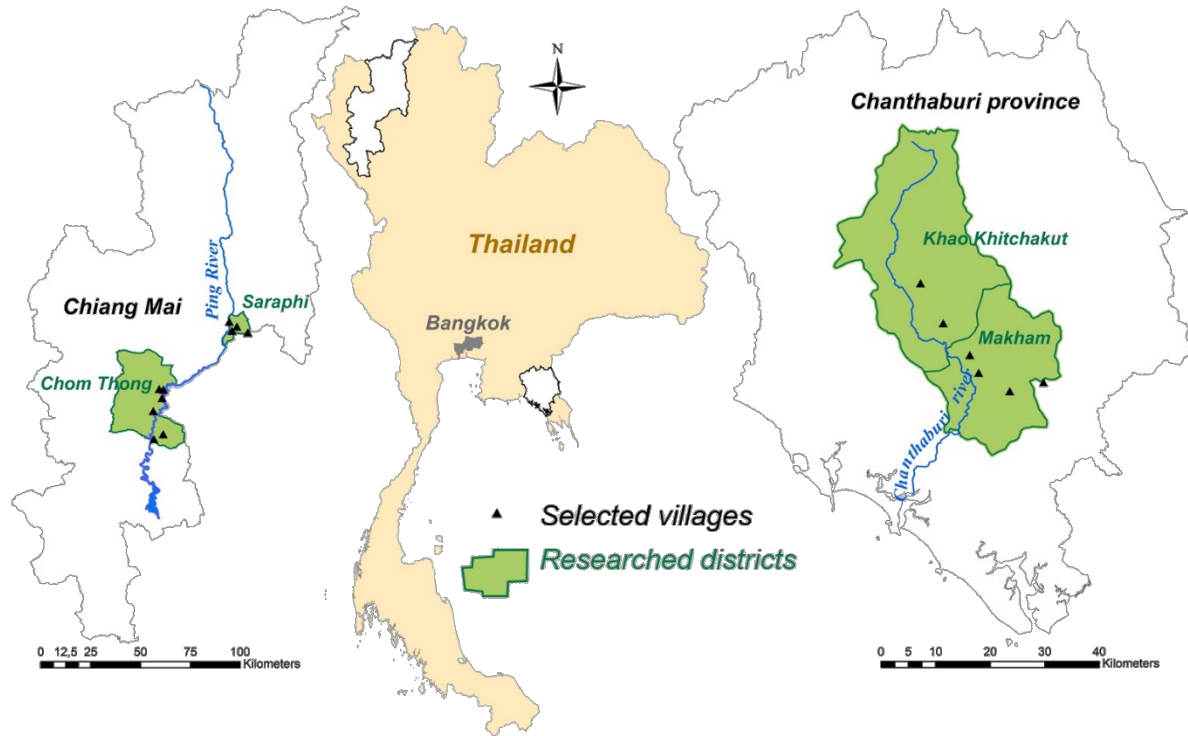 N
Chanthaburi province
Khao Khitchakut
Makham
Chanthaburi river
Thailand
Bangkok
Ping River
Saraphi
Chiang Mai
Chom Thong
Selected villages
Researched districts
0 12,5 25 50 75 100
Kilometers
0 5 10 20 30 40
Kilometers